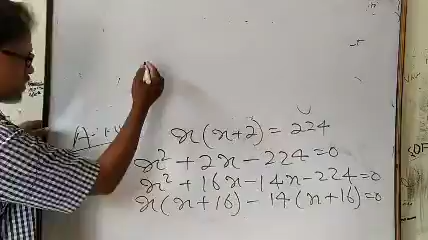 x(x+2) = 224
x² + 2x - 224 = 0
x² + 16x - 14x - 224 = 0
x(x+16) - 14(x+16) = 0